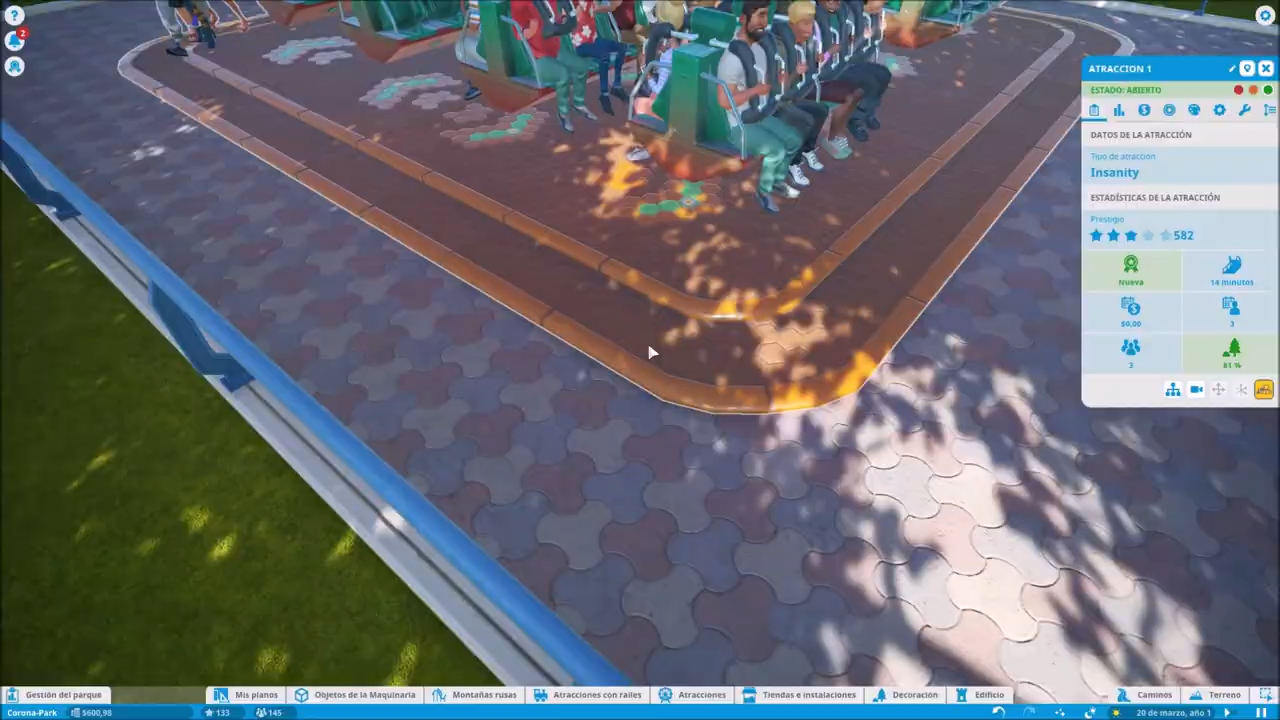 ?
2
ATRACCION 1
ESTADO: ABIERTO
DATOS DE LA ATRACCIÓN
Tipo de atracción
Insanity
ESTADÍSTICAS DE LA ATRACCIÓN
Prestigio
582
Nueva
14 minutos
$0,00
3
3
81 %
Gestión del parque
Mis planos
Objetos de la Maquinaria
Montañas rusas
Atracciones con raíles
Atracciones
Tiendas e instalaciones
Decoración
Edificio
Caminos
Terreno
Corona-Park
$600,98
133
145
20 de marzo, año 1